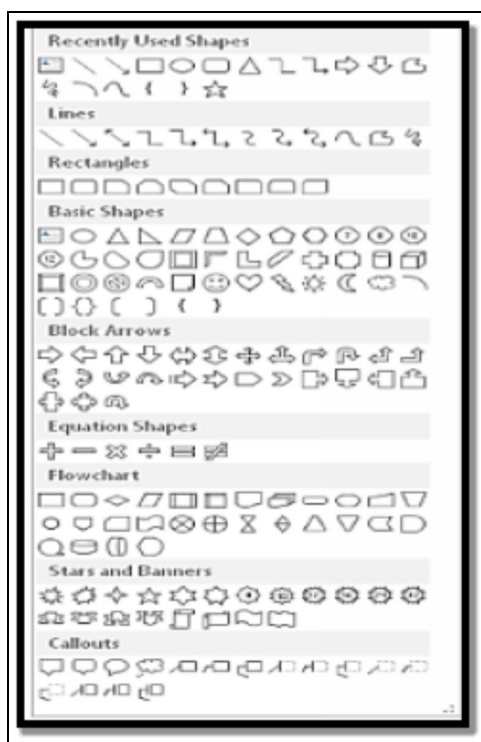 Recently Used Shapes
Lines
Rectangles
Basic Shapes
Block Arrows
Equation Shapes
Flowchart
Stars and Banners
Callouts